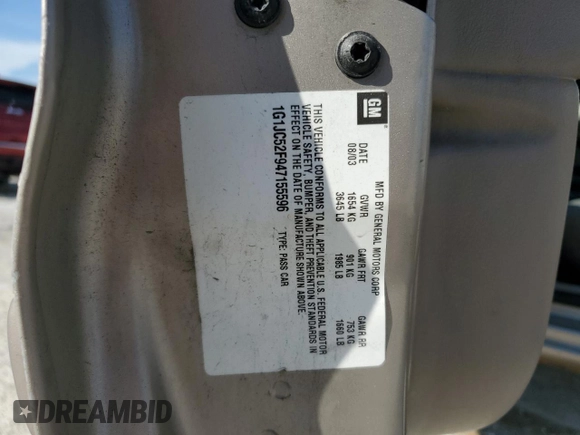 GM
MFD BY GENERAL MOTORS CORP
DATE GVWR GAWR FRT GAWR RR
08/03 1654 KG 901 KG 753 KG
3645 LB 1985 LB 1660 LB
THIS VEHICLE CONFORMS TO ALL APPLICABLE U.S. FEDERAL MOTOR
VEHICLE SAFETY, BUMPER, AND THEFT PREVENTION STANDARDS IN
EFFECT ON THE DATE OF MANUFACTURE SHOWN ABOVE.
1G1JC52F947155596 TYPE: PASS CAR
DREAMBID